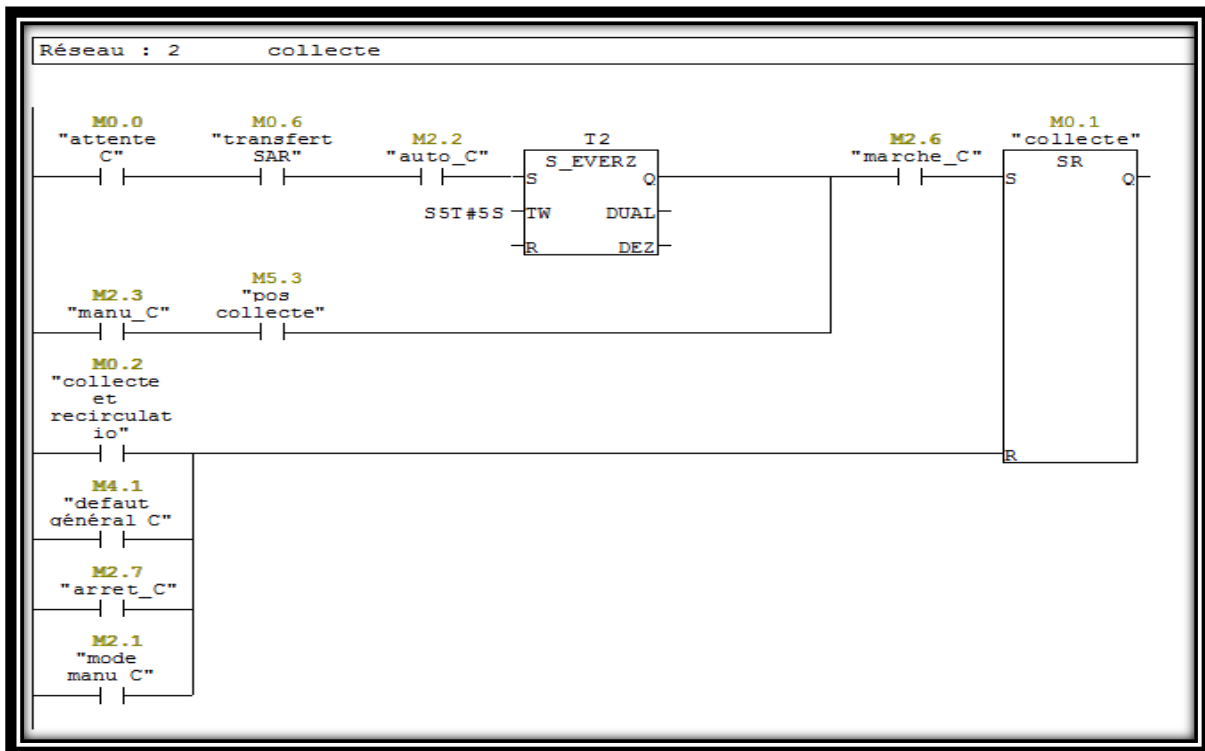 Réseau : 2 collecte
M0.0
"attente
C"
M0.6
"transfert
SAR"
M2.2
"auto_C"
T2
S_EVERZ
S
Q
S5T#5S
TW
DUAL
R
DEZ
M2.6
"marche_C"
M0.1
"collecte"
SR
S
Q
R
M2.3
"manu_C"
M5.3
"pos
collecte"
M0.2
"collecte
et
recirculat
io"
M4.1
"defaut
général C"
M2.7
"arret_C"
M2.1
"mode
manu C"